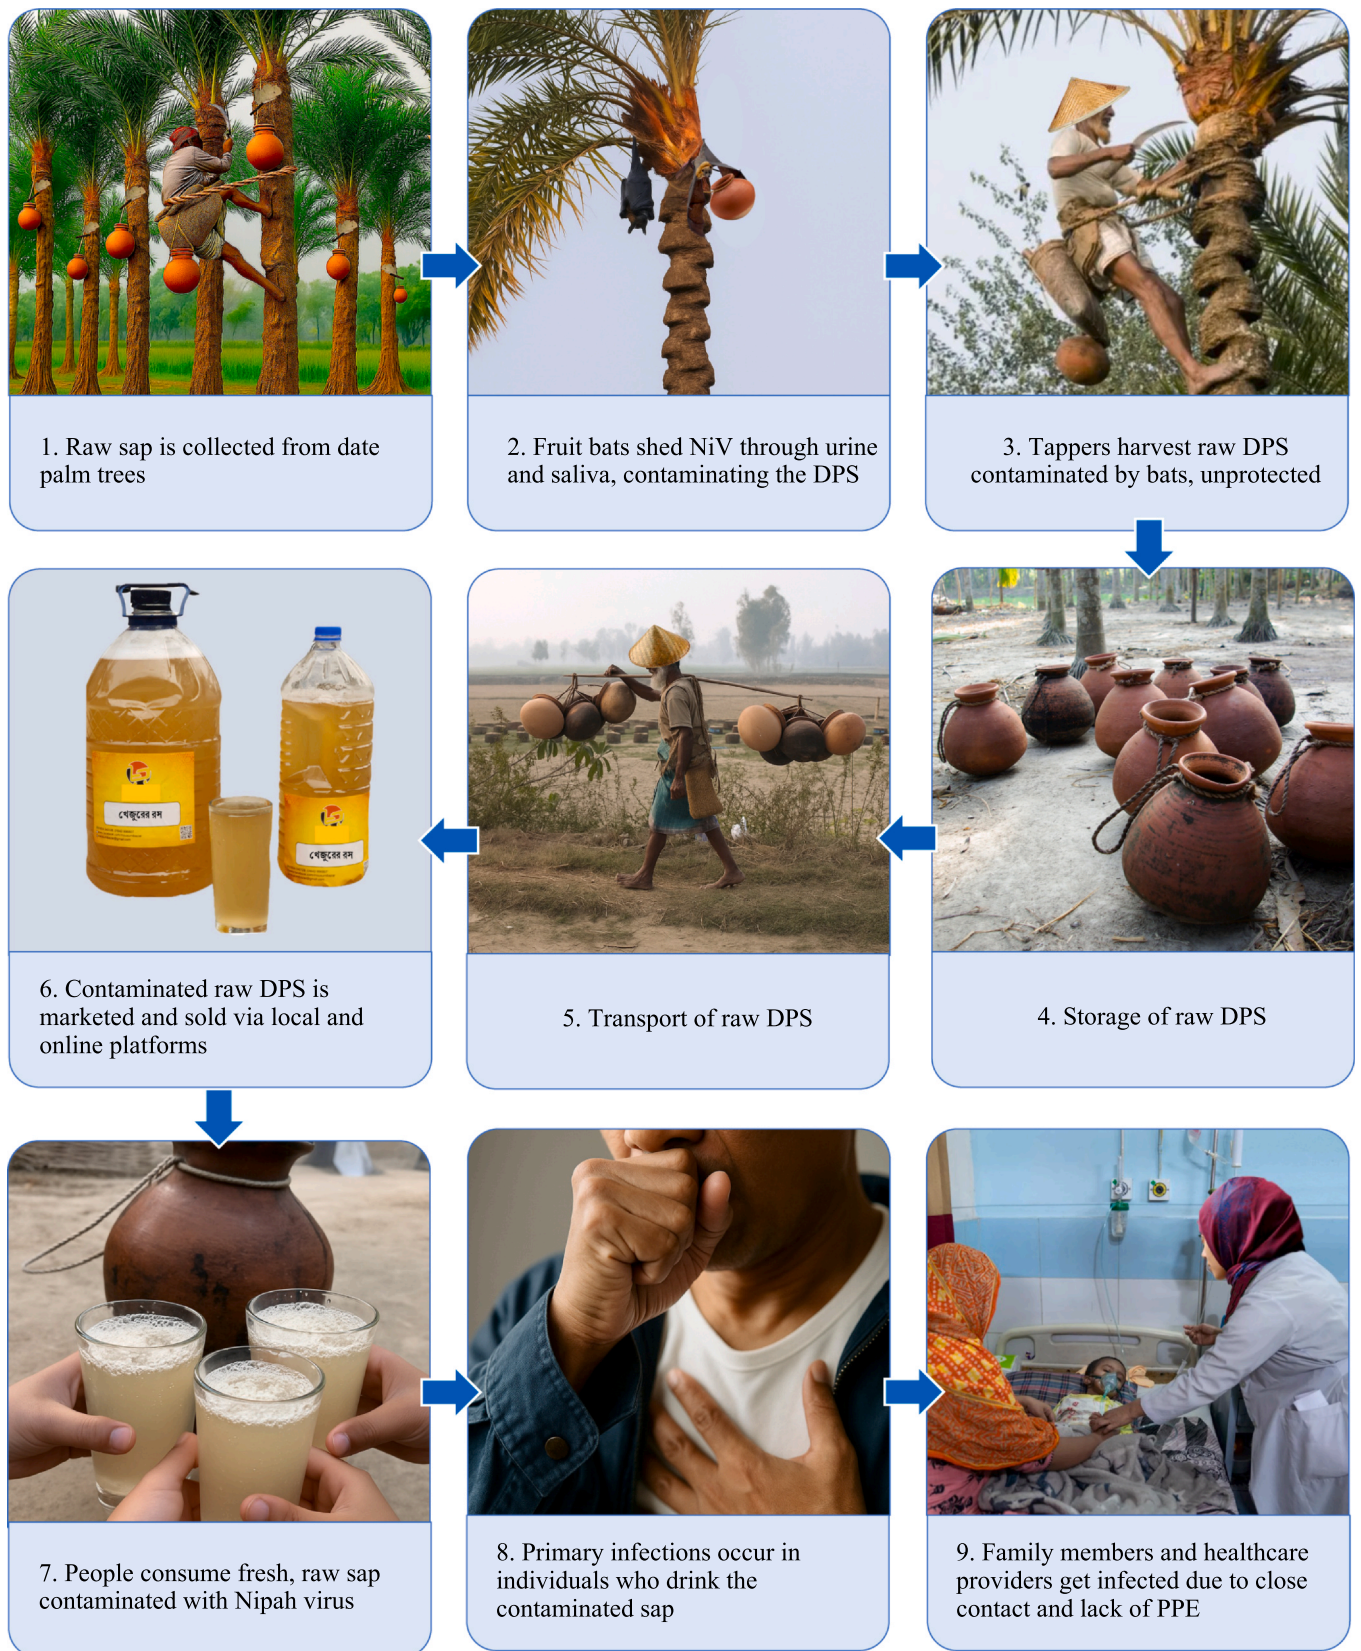 1. Raw sap is collected from date
palm trees
2. Fruit bats shed NiV through urine
and saliva, contaminating the DPS
3. Tappers harvest raw DPS
contaminated by bats, unprotected
খেজুরের রস
খেজুরের রস
6. Contaminated raw DPS is
marketed and sold via local and
online platforms
5. Transport of raw DPS
4. Storage of raw DPS
7. People consume fresh, raw sap
contaminated with Nipah virus
8. Primary infections occur in
individuals who drink the
contaminated sap
9. Family members and healthcare
providers get infected due to close
contact and lack of PPE